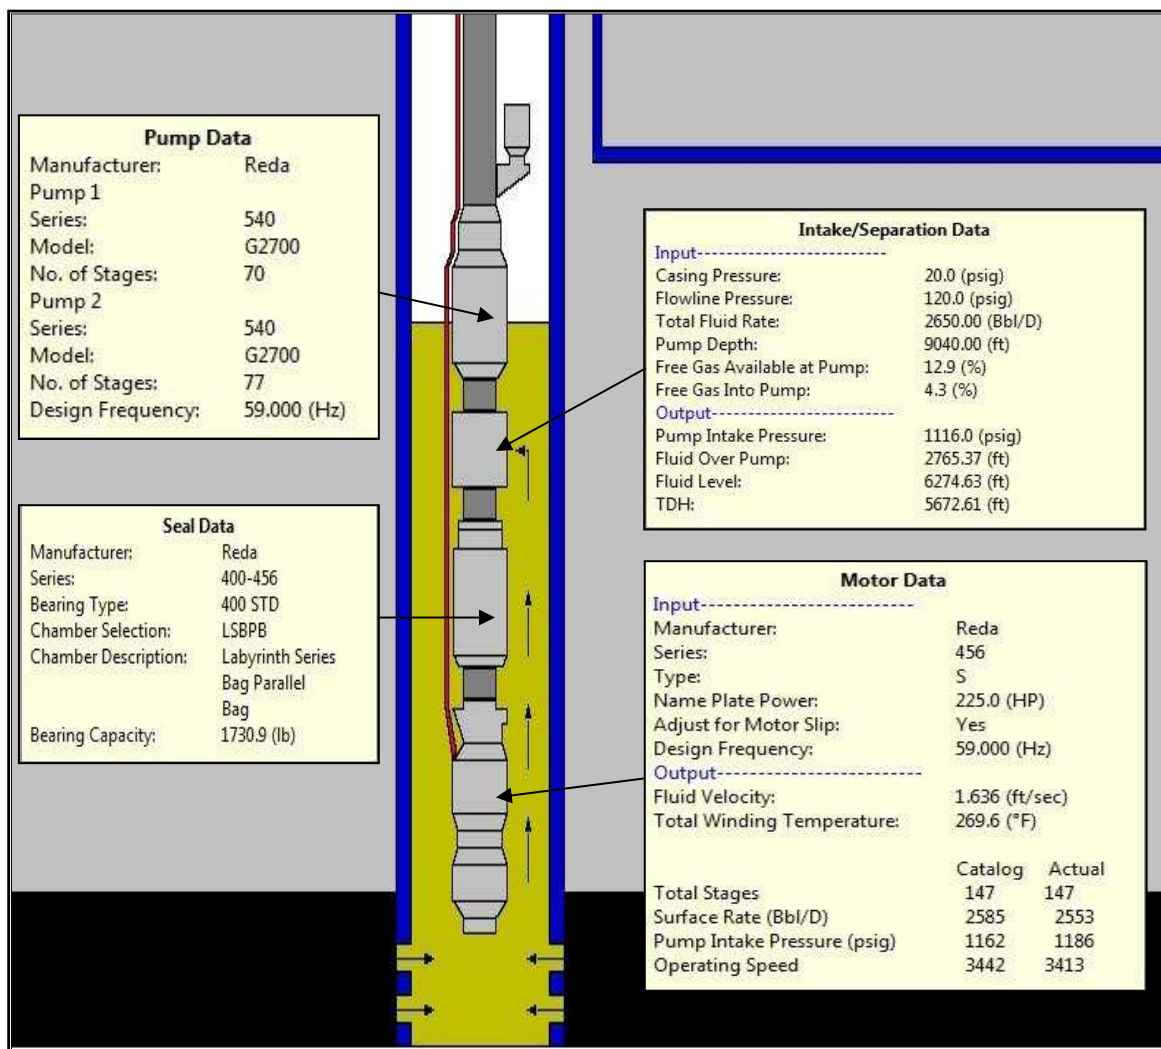 Pump Data
Manufacturer: Reda
Pump 1
Series: 540
Model: G2700
No. of Stages: 70
Pump 2
Series: 540
Model: G2700
No. of Stages: 77
Design Frequency: 59.000 (Hz)
Seal Data
Manufacturer: Reda
Series: 400-456
Bearing Type: 400 STD
Chamber Selection: LSBPB
Chamber Description: Labyrinth Series
Bag Parallel
Bag
Bearing Capacity: 1730.9 (lb)
Intake/Separation Data
Input--------------------------
Casing Pressure: 20.0 (psig)
Flowline Pressure: 120.0 (psig)
Total Fluid Rate: 2650.00 (Bbl/D)
Pump Depth: 9040.00 (ft)
Free Gas Available at Pump: 12.9 (%)
Free Gas Into Pump: 4.3 (%)
Output-------------------------
Pump Intake Pressure: 1116.0 (psig)
Fluid Over Pump: 2765.37 (ft)
Fluid Level: 6274.63 (ft)
TDH: 5672.61 (ft)
Motor Data
Input--------------------------
Manufacturer: Reda
Series: 456
Type: S
Name Plate Power: 225.0 (HP)
Adjust for Motor Slip: Yes
Design Frequency: 59.000 (Hz)
Output-------------------------
Fluid Velocity: 1.636 (ft/sec)
Total Winding Temperature: 269.6 (°F)
Catalog Actual
Total Stages 147 147
Surface Rate (Bbl/D) 2585 2553
Pump Intake Pressure (psig) 1162 1186
Operating Speed 3442 3413